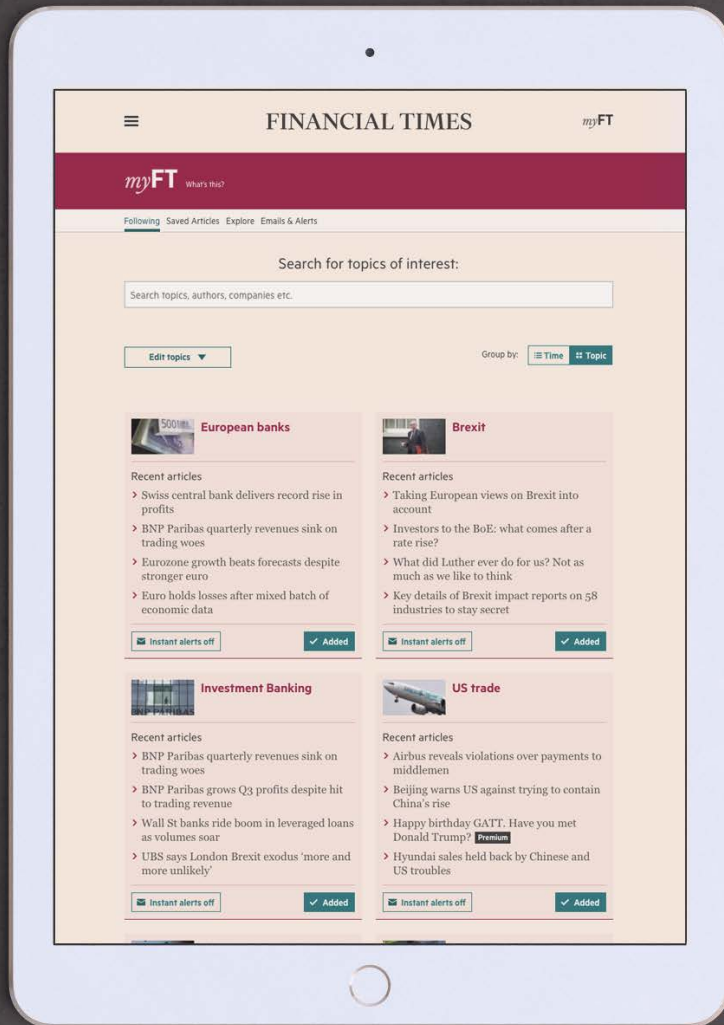 FINANCIAL TIMES
myFT
myFT What's this?
Following Saved Articles Explore Emails & Alerts
Search for topics of interest:
Search topics, authors, companies etc.
Edit topics
Group by: Time Topic
500
European banks
Recent articles
Swiss central bank delivers record rise in
profits
BNP Paribas quarterly revenues sink on
trading woes
Eurozone growth beats forecasts despite
stronger euro
Euro holds losses after mixed batch of
economic data
Instant alerts off
Added
Brexit
Recent articles
Taking European views on Brexit into
account
Investors to the BoE: what comes after a
rate rise?
What did Luther ever do for us? Not as
much as we like to think
Key details of Brexit impact reports on 58
industries to stay secret
Instant alerts off
Added
BNP PARIBAS
Investment Banking
Recent articles
BNP Paribas quarterly revenues sink on
trading woes
BNP Paribas grows Q3 profits despite hit
to trading revenue
Wall St banks ride boom in leveraged loans
as volumes soar
UBS says London Brexit exodus ‘more and
more unlikely’
Instant alerts off
Added
US trade
Recent articles
Airbus reveals violations over payments to
middlemen
Beijing warns US against trying to contain
China's rise
Happy birthday GATT. Have you met
Donald Trump? Premium
Hyundai sales held back by Chinese and
US troubles
Instant alerts off
Added